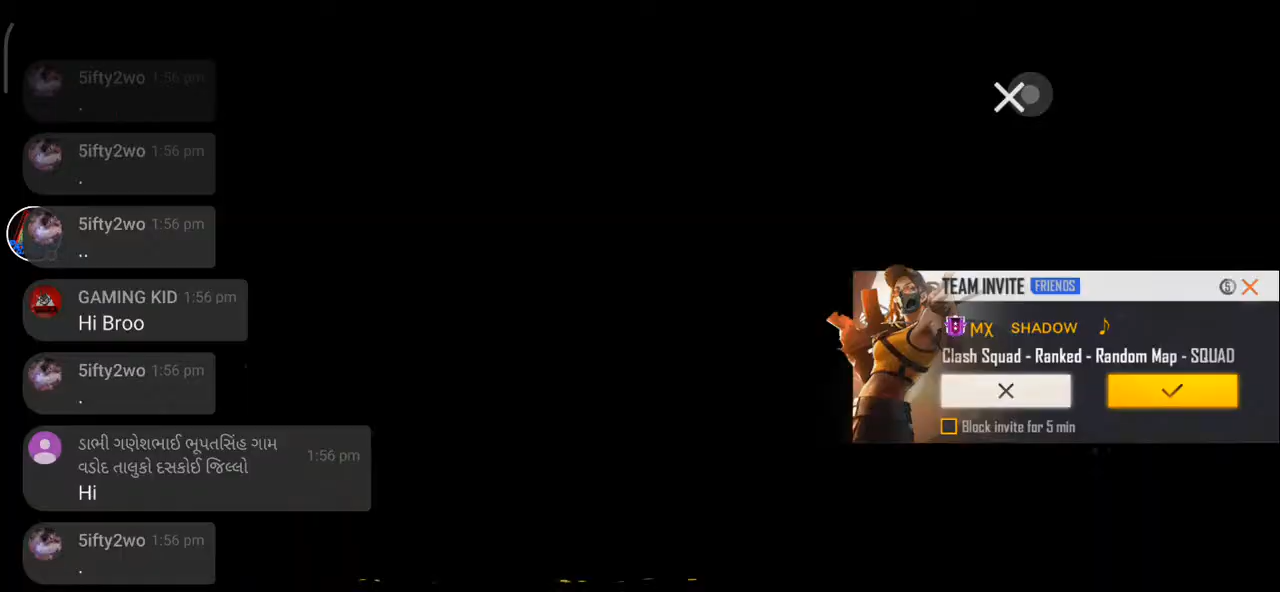 5ifty2wo 1:56 pm
.
5ifty2wo 1:56 pm
.
5ifty2wo 1:56 pm
..
GAMING KID 1:56 pm
Hi Broo
5ifty2wo 1:56 pm
.
ડાભી ગણેશભાઈ ભૂપતસિંહ ગામ
વડોદ તાલુકો દસકોઈ જિલ્લો 1:56 pm
Hi
5ifty2wo 1:56 pm
.
TEAM INVITE FRIENDS 5
MX SHADOW ♪
Clash Squad - Ranked - Random Map - SQUAD
Block invite for 5 min